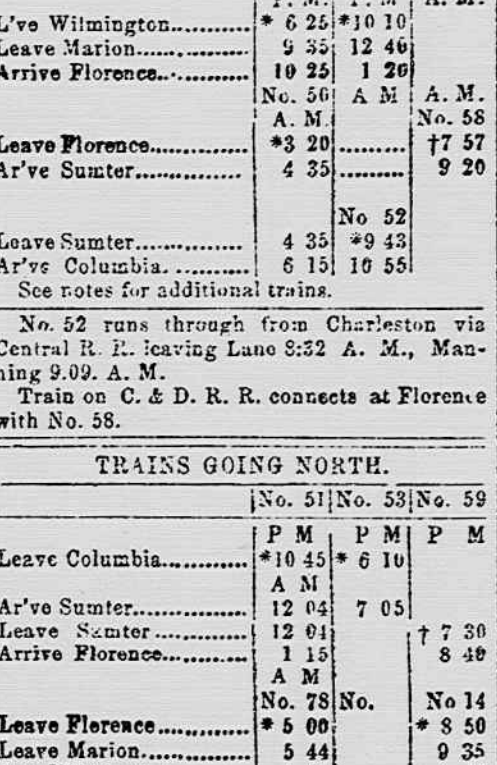 P. M. P. M A. M.
L've Wilmington............ * 6 25 *10 10
Leave Marion............... 9 35 12 40
Arrive Florence............ 10 25 1 20
No. 50 A M A. M.
A. M. No. 58
Leave Florence.............. *3 20 ......... †7 57
Ar've Sumter............... 4 35 ......... 9 20
No 52
Leave Sumter............... 4 35 *9 43
Ar've Columbia. .......... 6 15 10 55
See notes for additional trains.
No. 52 runs through from Charleston via
Central R. R. leaving Lane 8:32 A. M., Man-
ning 9.09. A. M.
Train on C. & D. R. R. connects at Florence
with No. 58.
TRAINS GOING NORTH.
No. 51 No. 53 No. 59
P M P M P M
Leave Columbia............ *10 45 * 6 10
A M
Ar've Sumter............... 12 04 7 05
Leave Sumter ............ 12 04 † 7 30
Arrive Florence............ 1 15 8 40
A M
No. 78 No. No 14
Leave Florence ............ * 5 00 * 8 50
Leave Marion............... 5 44 9 35